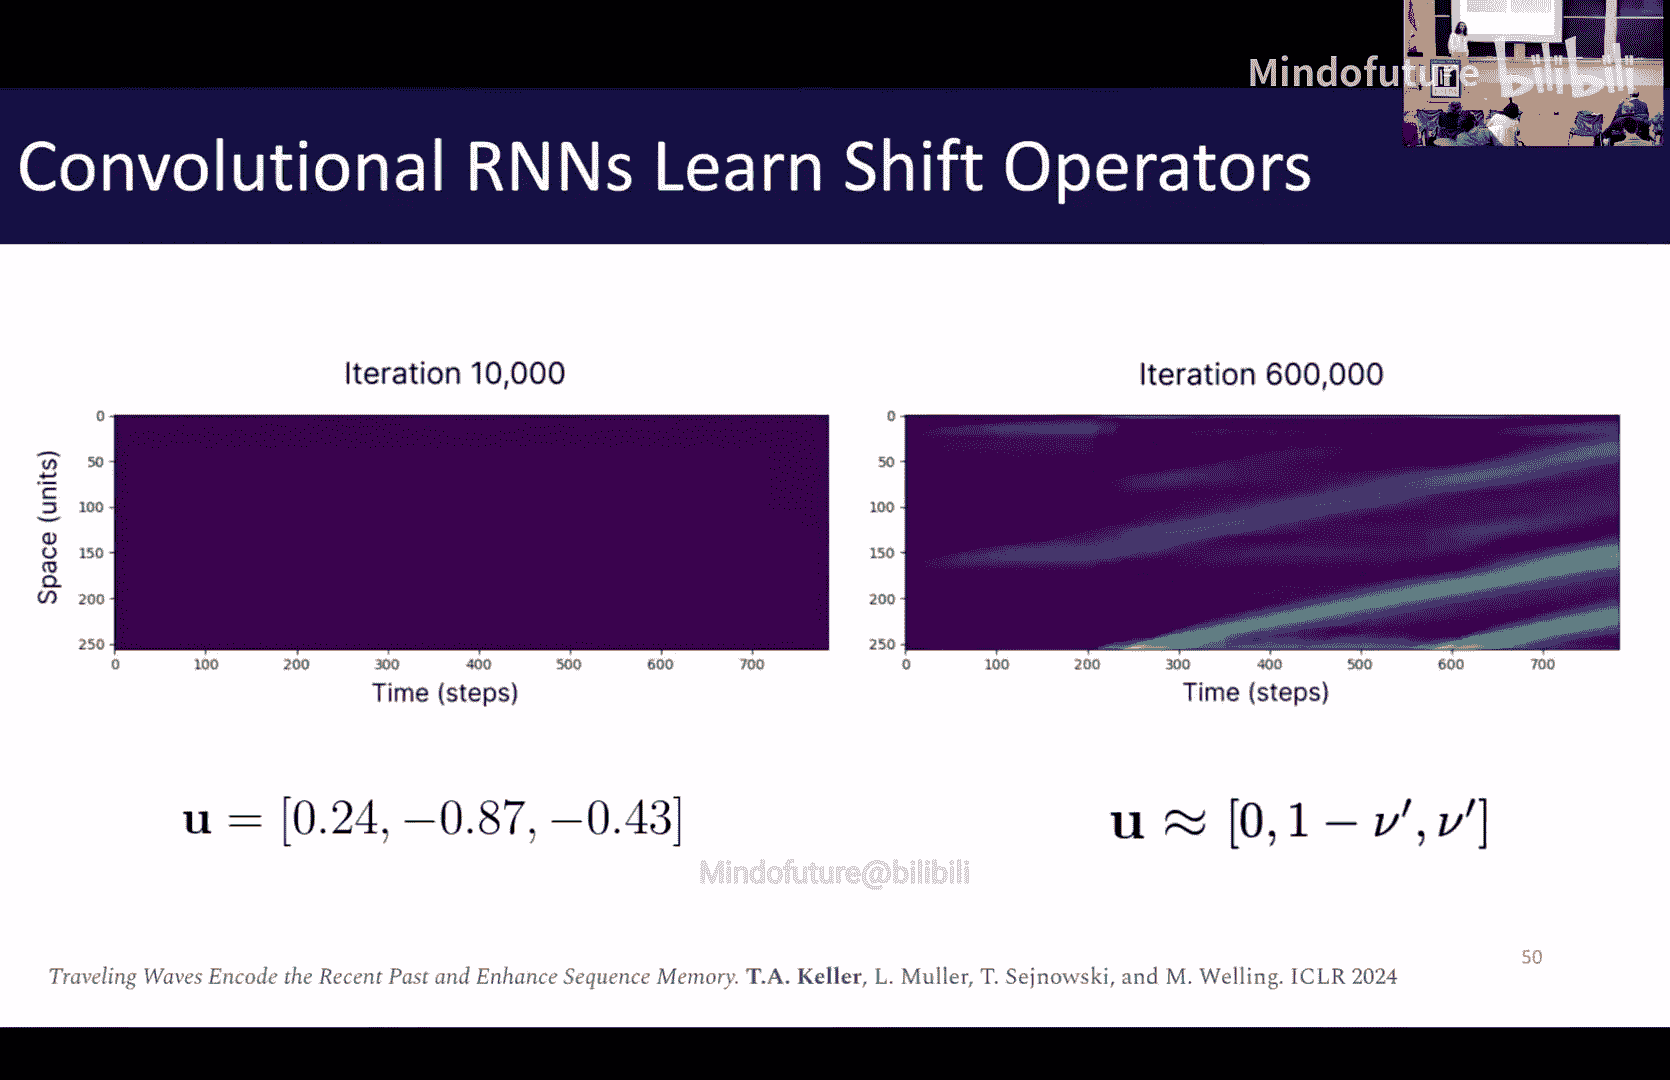 Mindofuture
bilibili
Convolutional RNNs Learn Shift Operators
Iteration 10,000
Iteration 600,000
Space (units)
0
50
100
150
200
250
0 100 200 300 400 500 600 700
Time (steps)
0
50
100
150
200
250
0 100 200 300 400 500 600 700
Time (steps)
u = [0.24, −0.87, −0.43]
u ≈ [0, 1 − ν′, ν′]
Mindofuture@bilibili
50
Traveling Waves Encode the Recent Past and Enhance Sequence Memory. T.A. Keller, L. Muller, T. Sejnowski, and M. Welling. ICLR 2024